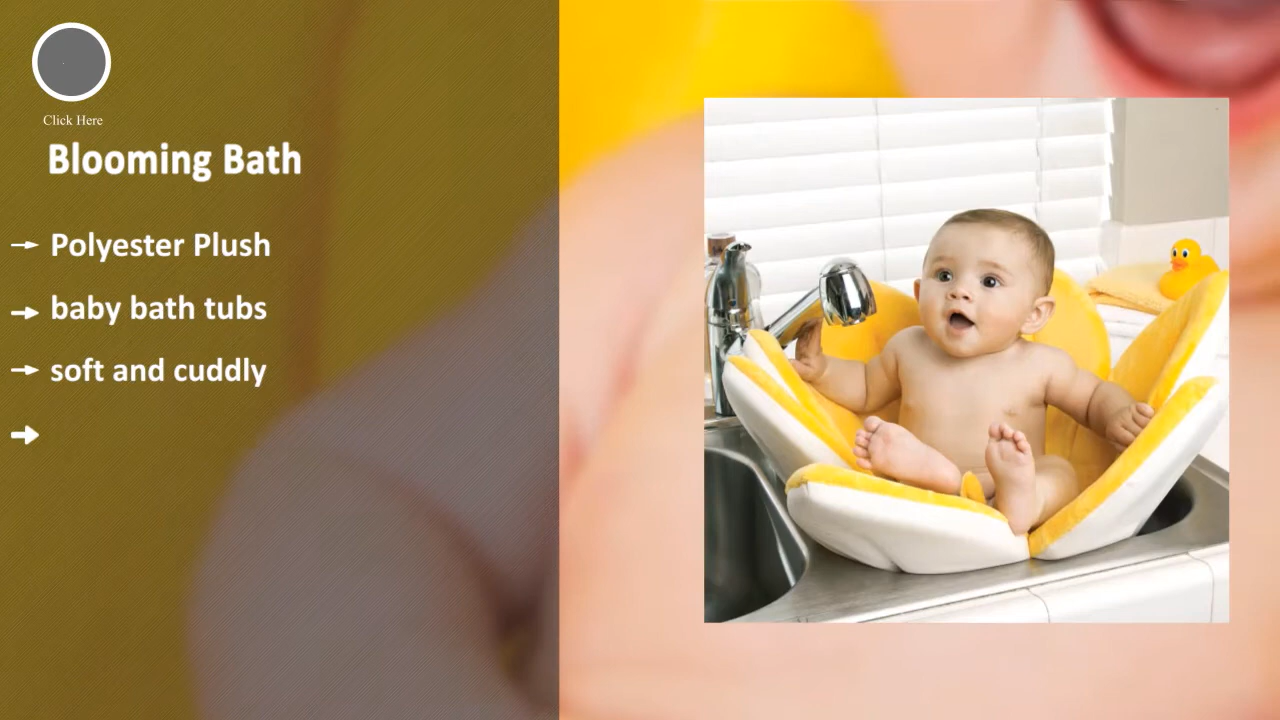 Click Here
Blooming Bath
Polyester Plush
baby bath tubs
soft and cuddly